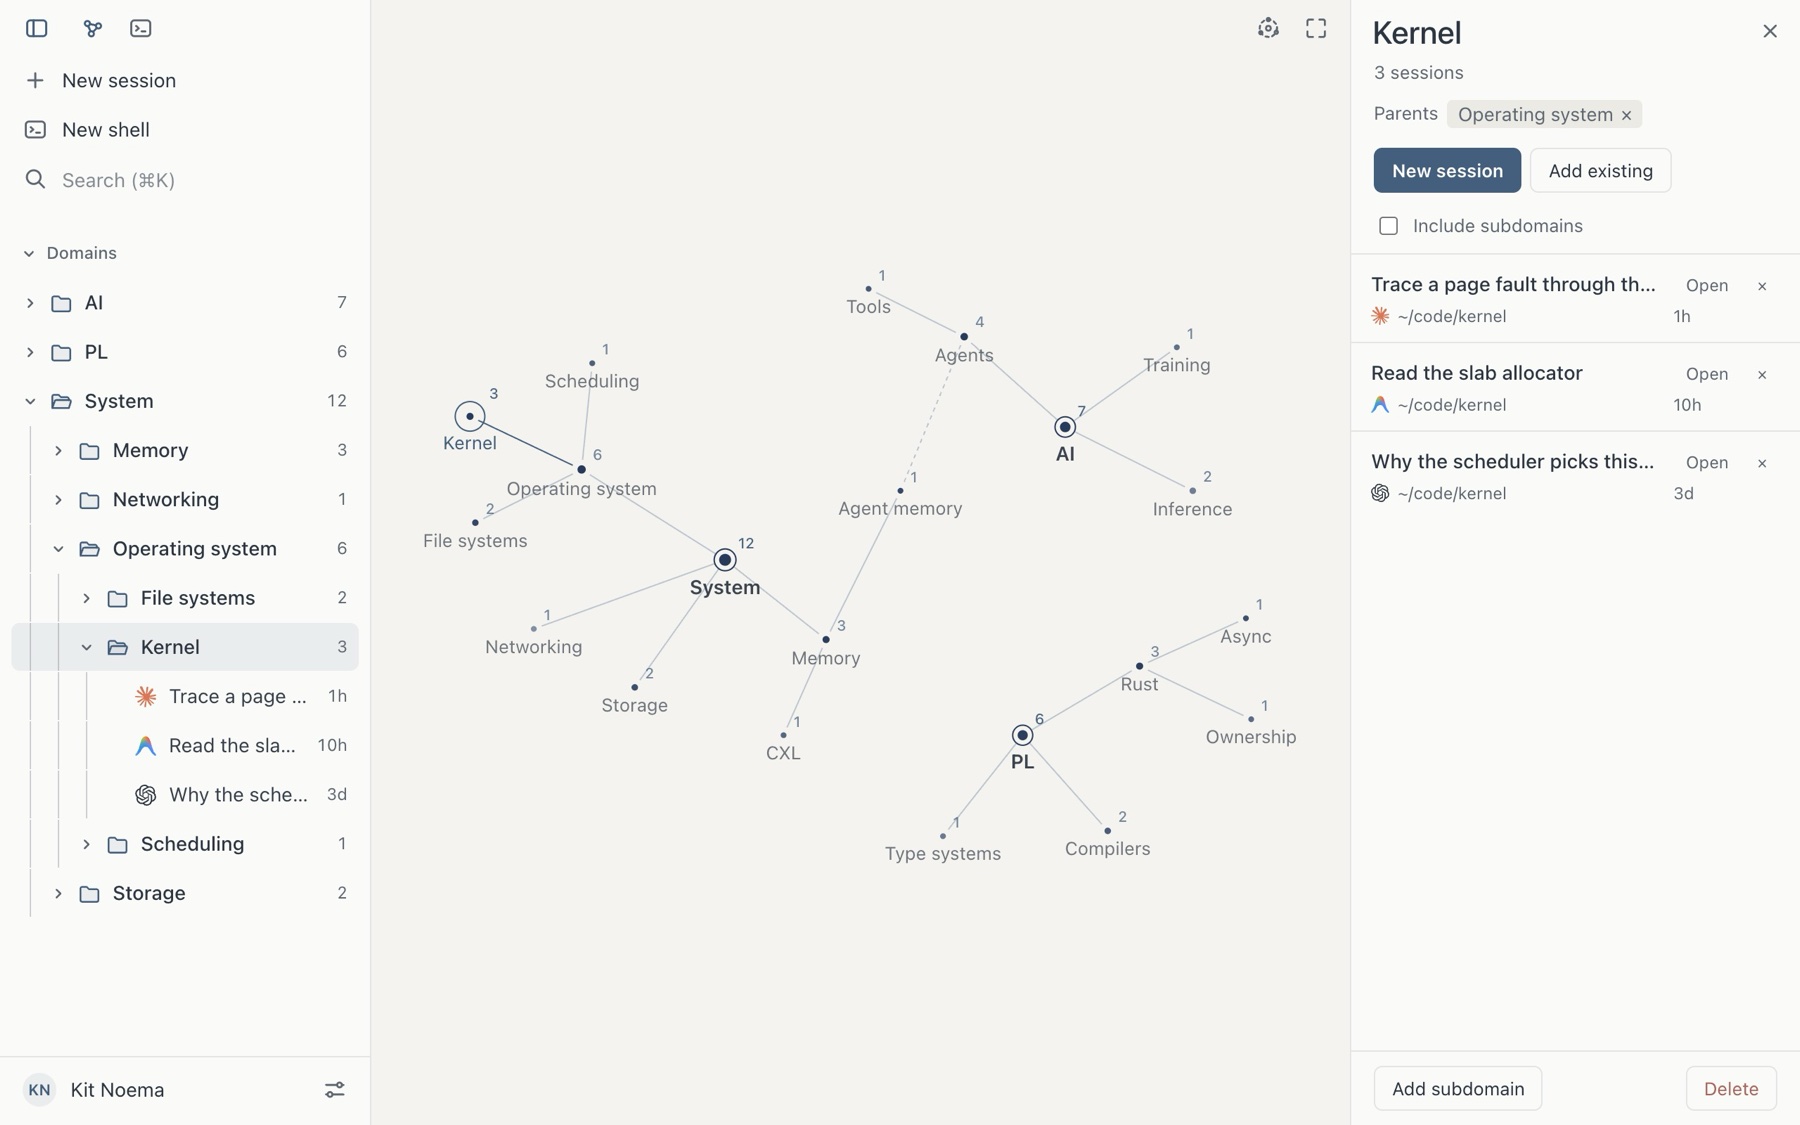 New session
New shell
Search (⌘K)
Domains
AI 7
PL 6
System 12
Memory 3
Networking 1
Operating system 6
File systems 2
Kernel 3
Trace a page ... 1h
Read the sla... 10h
Why the sche... 3d
Scheduling 1
Storage 2
KN Kit Noema
1
Tools
4
Agents
1
Training
1
Scheduling
3
Kernel
7
AI
6
Operating system
2
File systems
1
Agent memory
2
Inference
12
System
1
Networking
3
Memory
2
Storage
1
CXL
1
Async
3
Rust
1
Ownership
6
PL
1
Type systems
2
Compilers
Kernel ×
3 sessions
Parents Operating system ×
New session Add existing
Include subdomains
Trace a page fault through th... Open ×
~/code/kernel 1h
Read the slab allocator Open ×
~/code/kernel 10h
Why the scheduler picks this... Open ×
~/code/kernel 3d
Add subdomain Delete